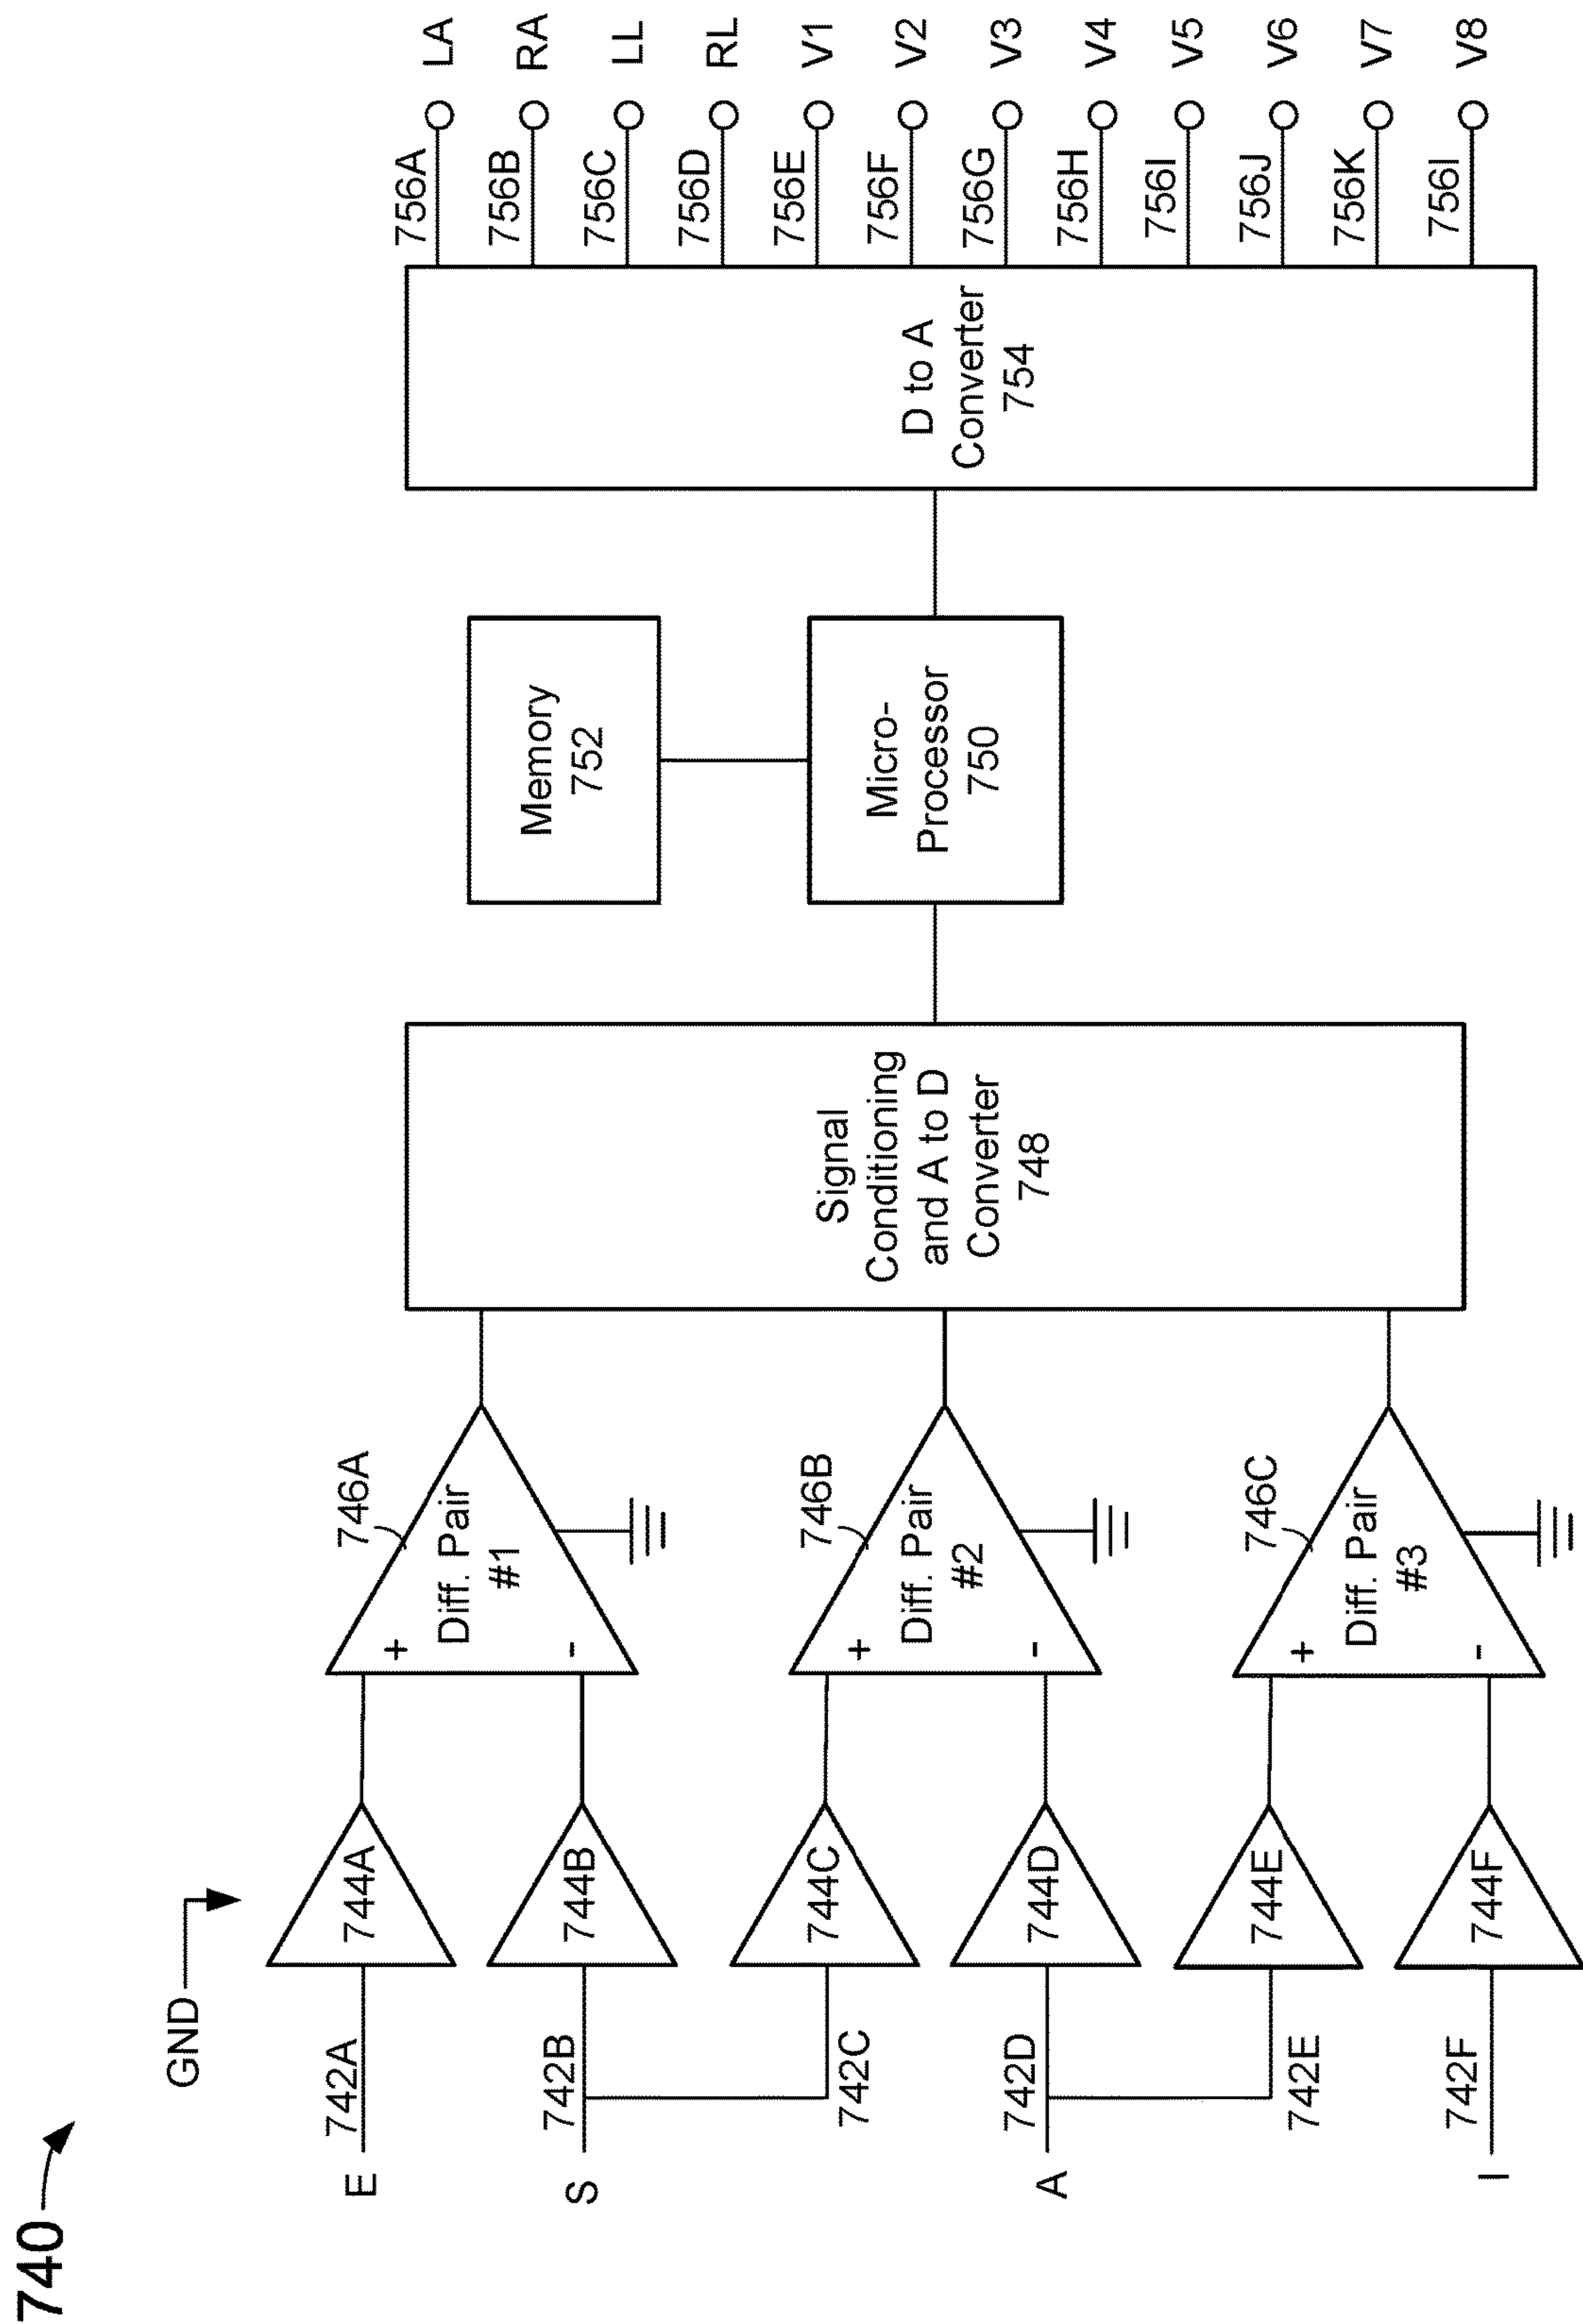 740
GND
E
742A
744A
S
742B
744B
742C
744C
A
742D
744D
742E
744E
I
742F
744F
746A
+
Diff. Pair
#1
-
746B
+
Diff. Pair
#2
-
746C
+
Diff. Pair
#3
-
Signal
Conditioning
and A to D
Converter
748
Memory
752
Micro-
Processor
750
D to A
Converter
754
756A LA
756B RA
756C LL
756D RL
756E V1
756F V2
756G V3
756H V4
756I V5
756J V6
756K V7
756I V8